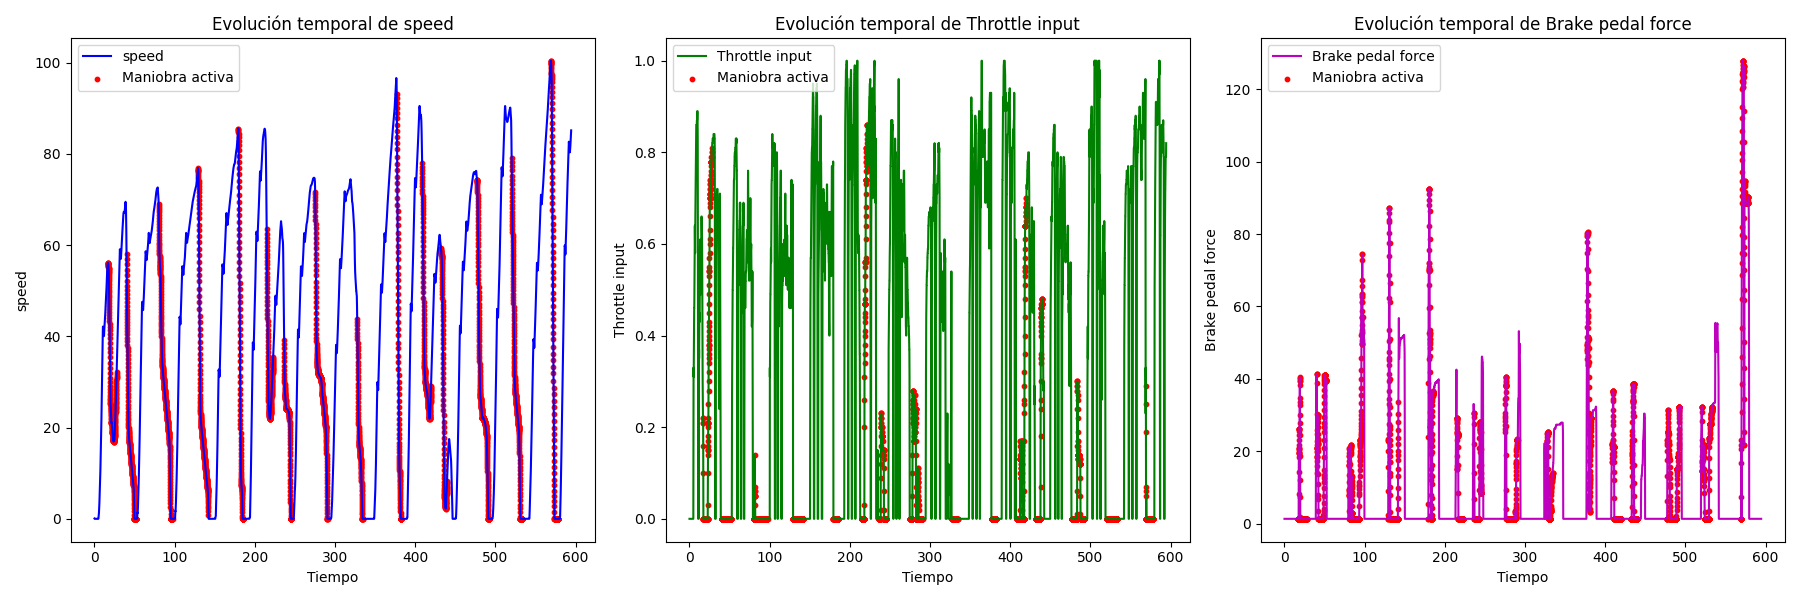 Evolución temporal de speed
speed
Maniobra activa
100
80
60
40
20
0
speed
0 100 200 300 400 500 600
Tiempo
Evolución temporal de Throttle input
Throttle input
Maniobra activa
1.0
0.8
0.6
0.4
0.2
0.0
Throttle input
0 100 200 300 400 500 600
Tiempo
Evolución temporal de Brake pedal force
Brake pedal force
Maniobra activa
120
100
80
60
40
20
0
Brake pedal force
0 100 200 300 400 500 600
Tiempo